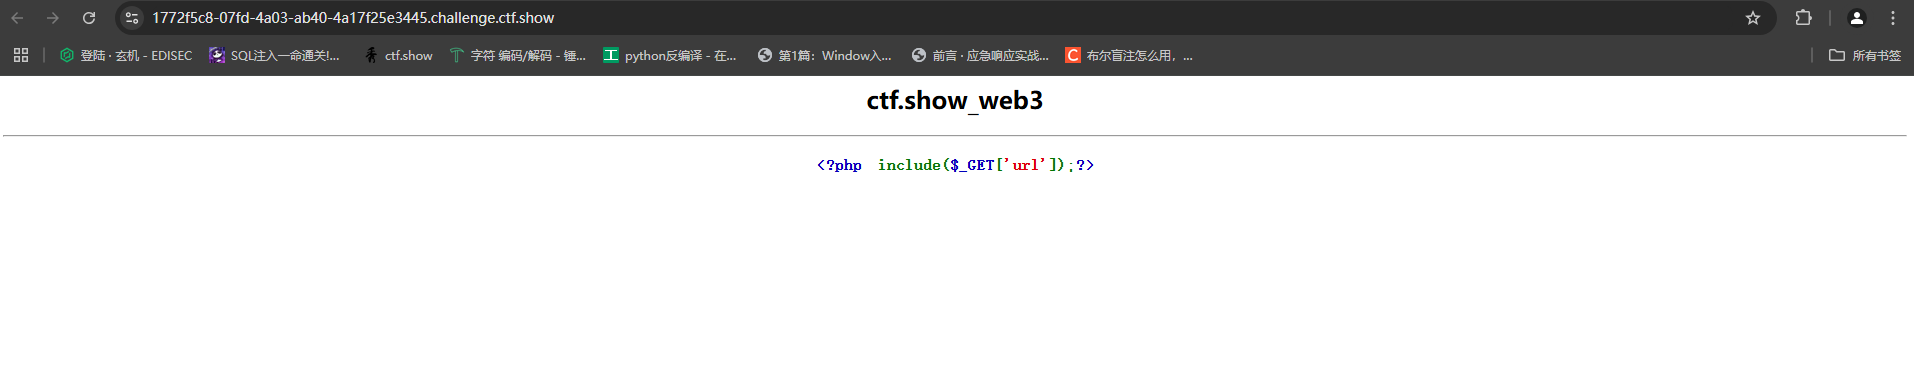 1772f5c8-07fd-4a03-ab40-4a17f25e3445.challenge.ctf.show
登陆 · 玄机 - EDISEC SQL注入一命通关!... ctf.show 字符 编码/解码 - 锤... python反编译 - 在... 第1篇：Window入... 前言 · 应急响应实战... 布尔盲注怎么用，... 所有书签
ctf.show_web3
<?php include($_GET['url']);?>